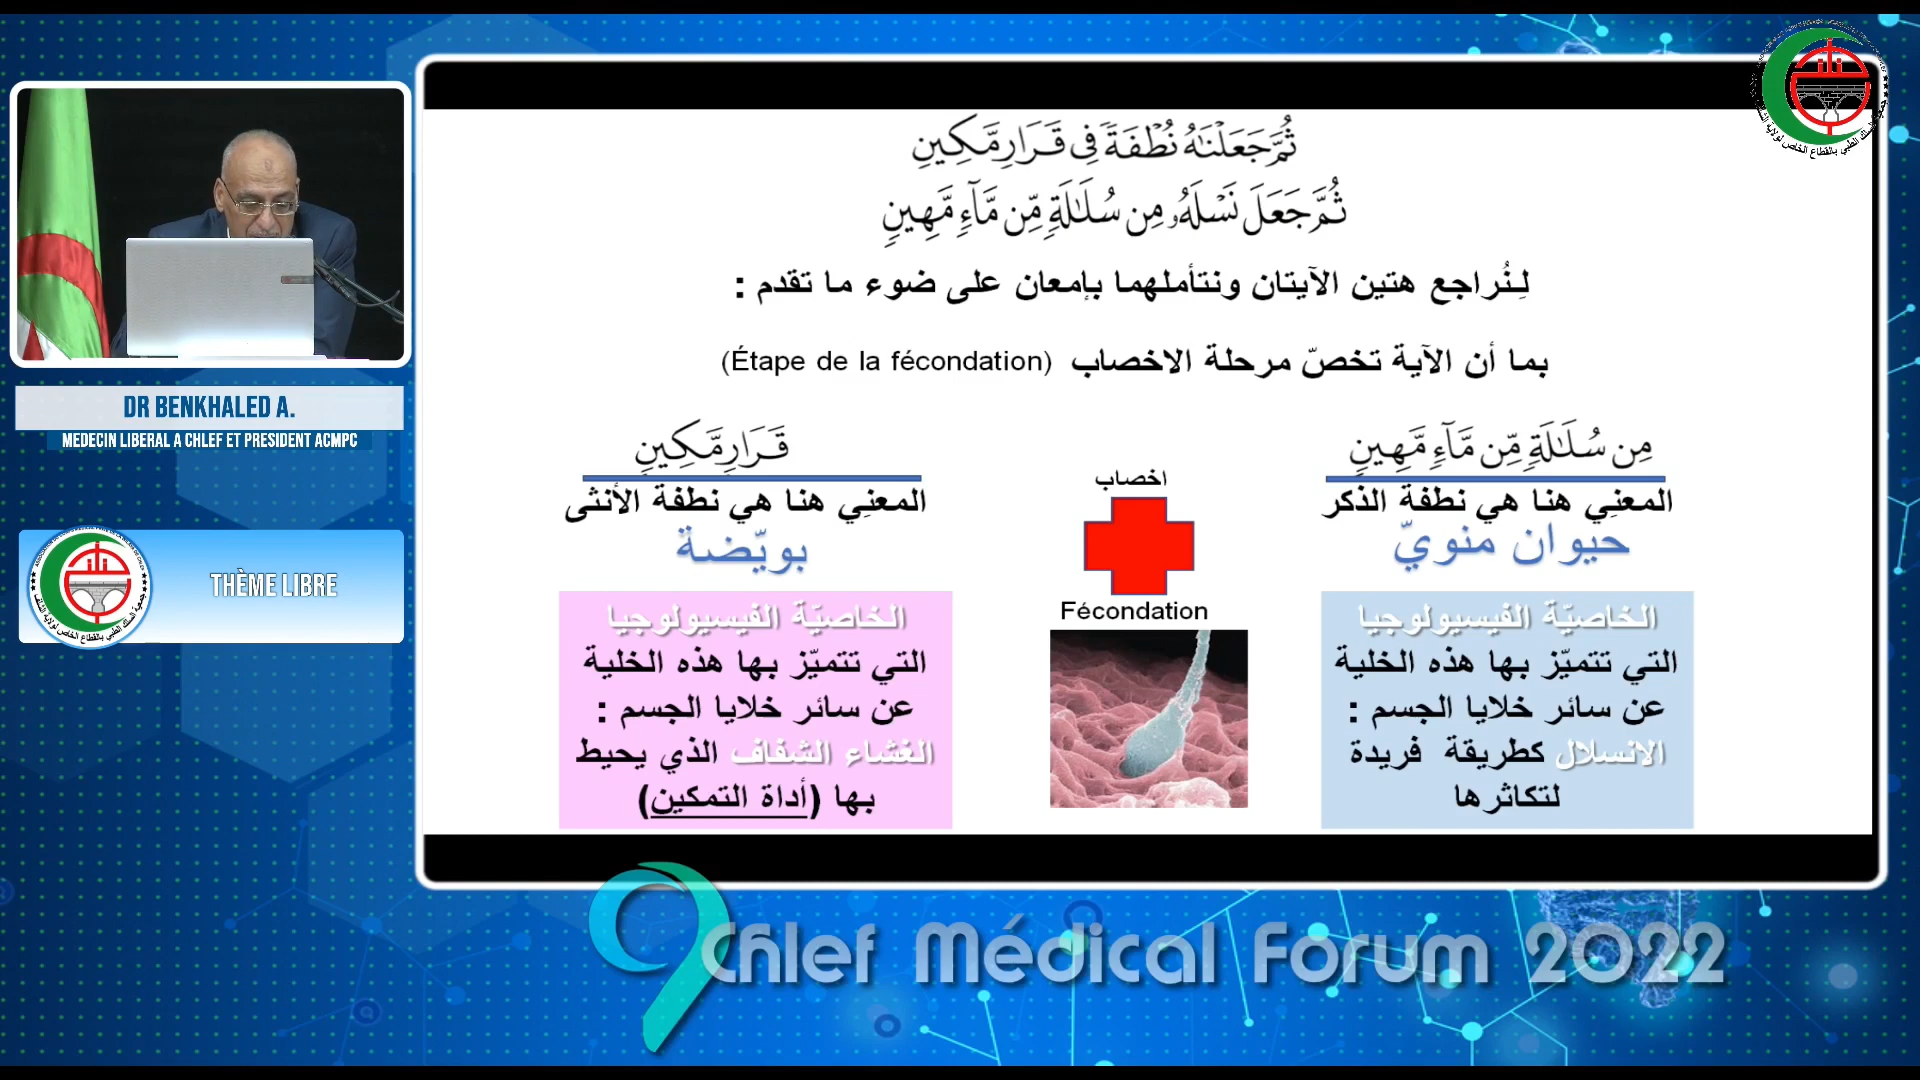 ثُمَّ جَعَلْنَٰهُ نُطْفَةً فِى قَرَارٍ مَّكِينٍ
ثُمَّ جَعَلَ نَسْلَهُۥ مِن سُلَٰلَةٍ مِّن مَّآءٍ مَّهِينٍ
لِـنُراجع هتين الآيتان ونتأملهما بإمعان على ضوء ما تقدم :
بما أن الآية تخصّ مرحلة الاخصاب (Étape de la fécondation)
مِن سُلَٰلَةٍ مِّن مَّآءٍ مَّهِينٍ
المعنِي هنا هي نطفة الذكر
حيوان منويّ
الخاصيّة الفيسيولوجيا
التي تتميّز بها هذه الخلية
عن سائر خلايا الجسم :
الانسلال كطريقة فريدة
لتكاثرها
اخصاب
Fécondation
قَرَارٍ مَّكِينٍ
المعنِي هنا هي نطفة الأنثى
بويّضة
الخاصيّة الفيسيولوجيا
التي تتميّز بها هذه الخلية
عن سائر خلايا الجسم :
الغشاء الشفاف الذي يحيط
بها (أداة التمكين)
DR BENKHALED A.
MEDECIN LIBERAL A CHLEF ET PRESIDENT ACMPC
THÈME LIBRE
9 Chlef Médical Forum 2022